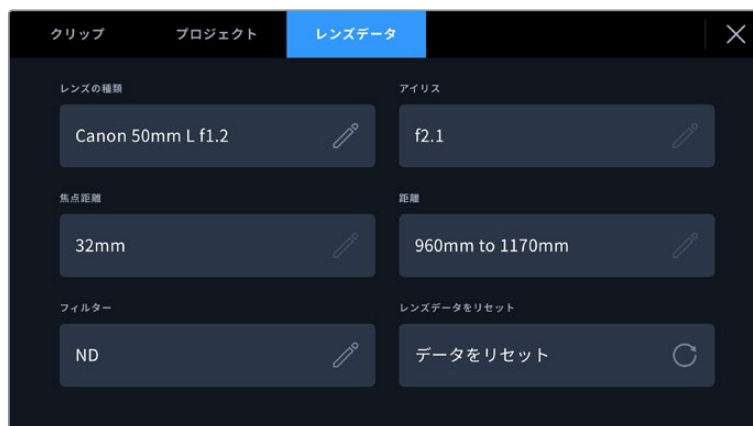 クリップ プロジェクト レンズデータ
レンズの種類 アイリス
Canon 50mm L f1.2 f2.1
焦点距離 距離
32mm 960mm to 1170mm
フィルター レンズデータをリセット
ND データをリセット